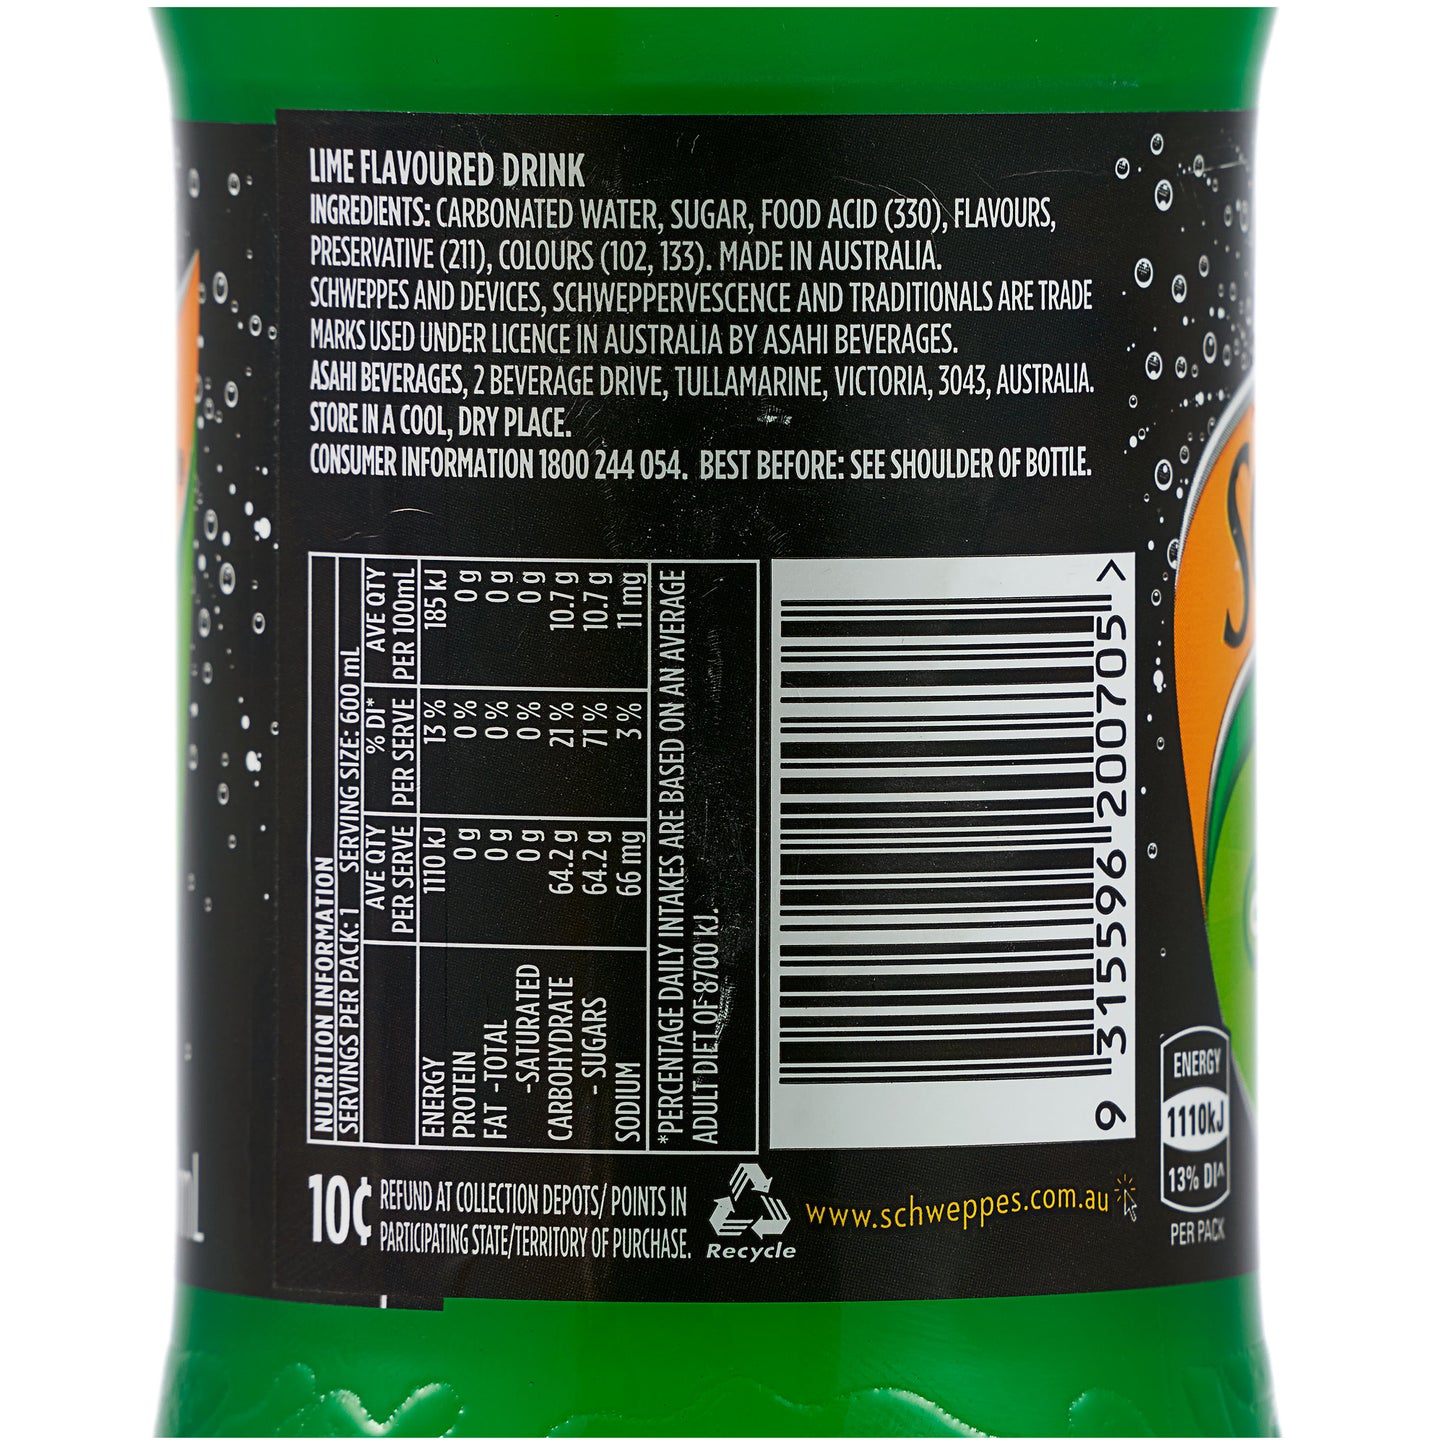 LIME FLAVOURED DRINK
INGREDIENTS: CARBONATED WATER, SUGAR, FOOD ACID (330), FLAVOURS,
PRESERVATIVE (211), COLOURS (102, 133). MADE IN AUSTRALIA.
SCHWEPPES AND DEVICES, SCHWEPPERVESCENCE AND TRADITIONALS ARE TRADE
MARKS USED UNDER LICENCE IN AUSTRALIA BY ASAHI BEVERAGES.
ASAHI BEVERAGES, 2 BEVERAGE DRIVE, TULLAMARINE, VICTORIA, 3043, AUSTRALIA.
STORE IN A COOL, DRY PLACE.
CONSUMER INFORMATION 1800 244 054. BEST BEFORE: SEE SHOULDER OF BOTTLE.
NUTRITION INFORMATION
SERVINGS PER PACK: 1 SERVING SIZE: 600 mL
AVE QTY % DI* AVE QTY
PER SERVE PER SERVE PER 100mL
ENERGY 1110 kJ 13 % 185 kJ
PROTEIN 0 g 0 % 0 g
FAT -TOTAL 0 g 0 % 0 g
-SATURATED 0 g 0 % 0 g
CARBOHYDRATE 64.2 g 21 % 10.7 g
- SUGARS 64.2 g 71 % 10.7 g
SODIUM 66 mg 3 % 11 mg
*PERCENTAGE DAILY INTAKES ARE BASED ON AN AVERAGE
ADULT DIET OF 8700 kJ.
9 315596 200705 >
10¢ REFUND AT COLLECTION DEPOTS/ POINTS IN
PARTICIPATING STATE/TERRITORY OF PURCHASE.
Recycle
www.schweppes.com.au
ENERGY
1110kJ
13% DI^
PER PACK
mL